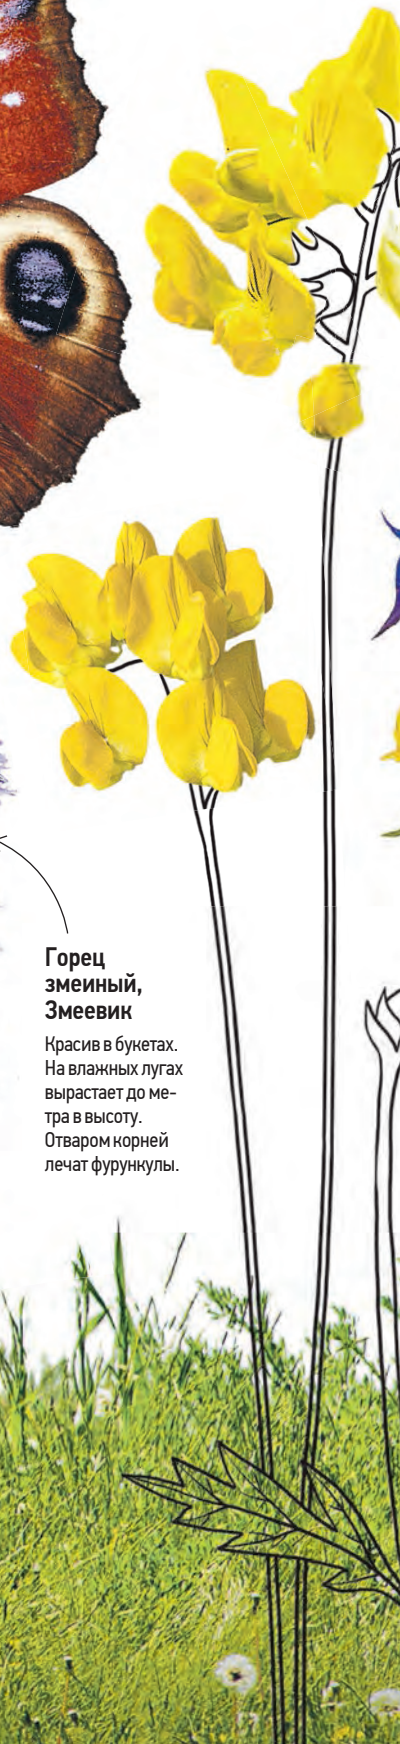 Горец
змеиный,
Змеевик
Красив в букетах.
На влажных лугах
вырастает до ме-
тра в высоту.
Отваром корней
лечат фурункулы.